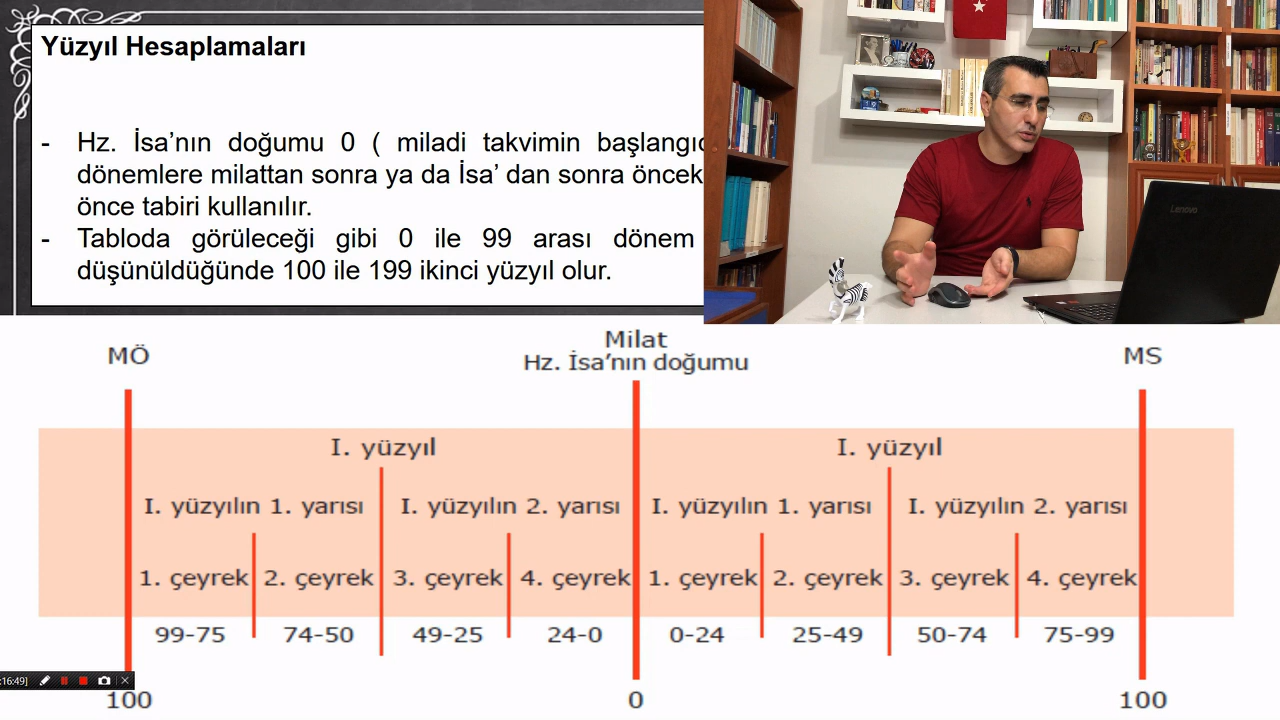 Yüzyıl Hesaplamaları
- Hz. İsa’nın doğumu 0 ( miladi takvimin
dönemlere milattan sonra ya da İsa’ dan sonra
önce tabiri kullanılır.
- Tabloda görüleceği gibi 0 ile 99 arası dönem
düşünüldüğünde 100 ile 199 ikinci yüzyıl olur.
Lenovo
MÖ Milat MS
Hz. İsa’nın doğumu
I. yüzyıl I. yüzyıl
I. yüzyılın 1. yarısı I. yüzyılın 2. yarısı I. yüzyılın 1. yarısı I. yüzyılın 2. yarısı
1. çeyrek 2. çeyrek 3. çeyrek 4. çeyrek 1. çeyrek 2. çeyrek 3. çeyrek 4. çeyrek
99-75 74-50 49-25 24-0 0-24 25-49 50-74 75-99
:16:49]
100 0 100